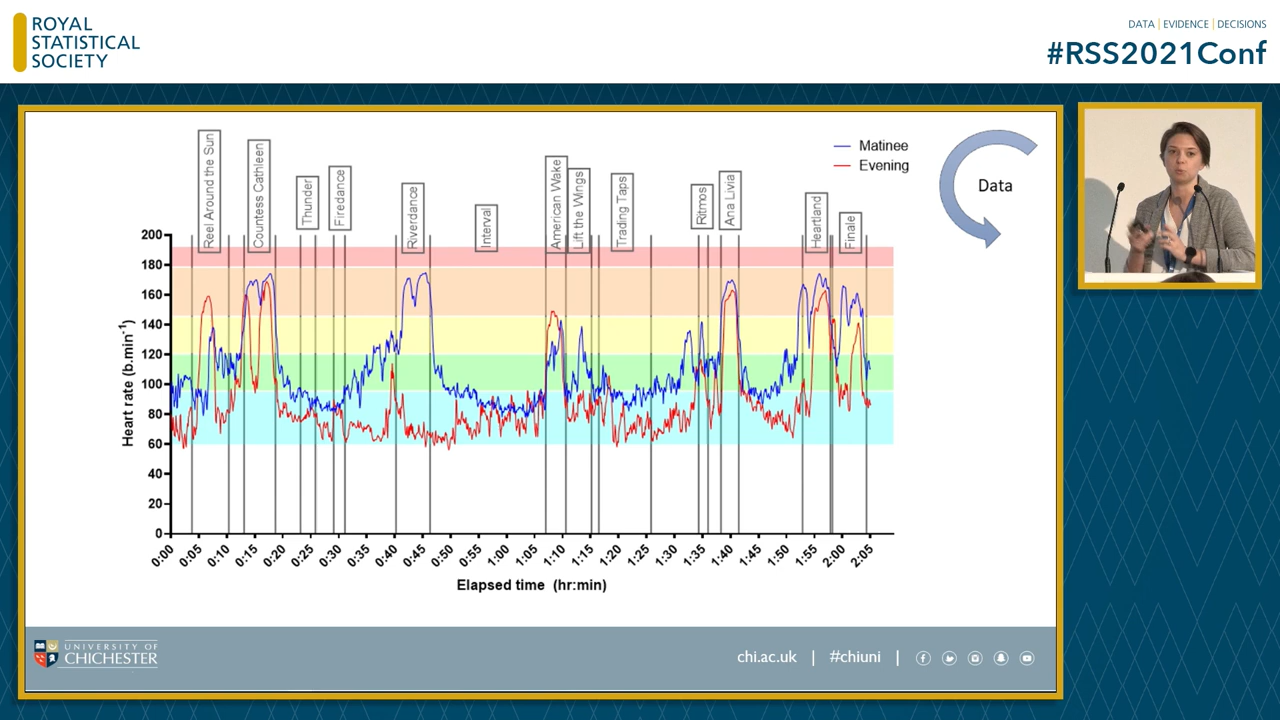 ROYAL
STATISTICAL
SOCIETY
DATA | EVIDENCE | DECISIONS
#RSS2021Conf
Reel Around the Sun
Countess Cathleen
Thunder
Firedance
Riverdance
Interval
American Wake
Lift the Wings
Trading Taps
Ritmos
Ana Livia
Heartland
Finale
Matinee
Evening
Data
Heart rate (b.min⁻¹)
200
180
160
140
120
100
80
60
40
20
0
0:00
0:05
0:10
0:15
0:20
0:25
0:30
0:35
0:40
0:45
0:50
0:55
1:00
1:05
1:10
1:15
1:20
1:25
1:30
1:35
1:40
1:45
1:50
1:55
2:00
2:05
Elapsed time (hr:min)
UNIVERSITY OF
CHICHESTER
chi.ac.uk | #chiuni |